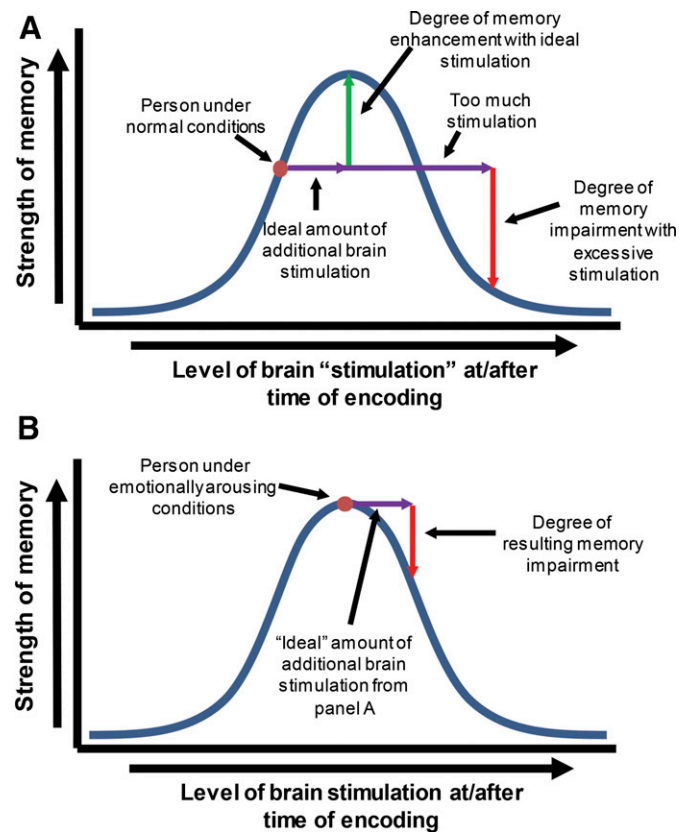 A
Degree of memory
enhancement with ideal
stimulation
Person under
normal conditions
Too much
stimulation
Ideal amount of
additional brain
stimulation
Degree of
memory
impairment with
excessive
stimulation
Strength of memory
Level of brain “stimulation” at/after
time of encoding
B
Person under
emotionally arousing
conditions
Degree of
resulting memory
impairment
“Ideal” amount of
additional brain
stimulation from
panel A
Strength of memory
Level of brain stimulation at/after
time of encoding